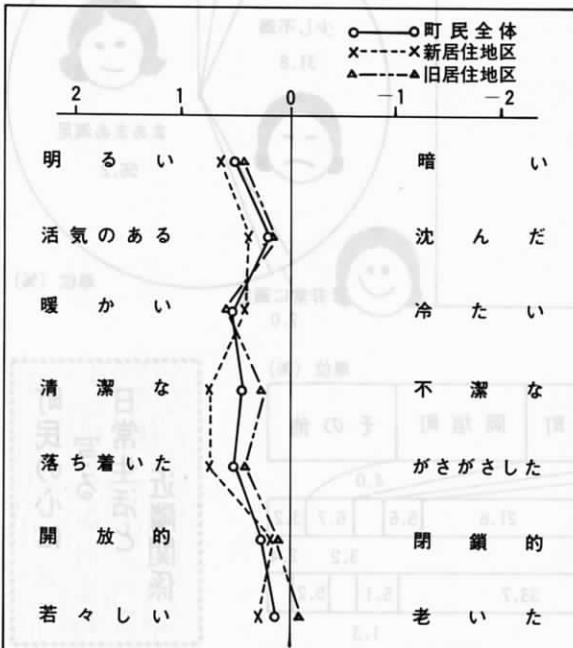 町民全体
新居住地区
旧居住地区
2 1 0 －1 －2
明るい 暗い
活気のある 沈んだ
暖かい 冷たい
清潔な 不潔な
落ち着いた がさがさした
開放的 閉鎖的
若々しい 老いた